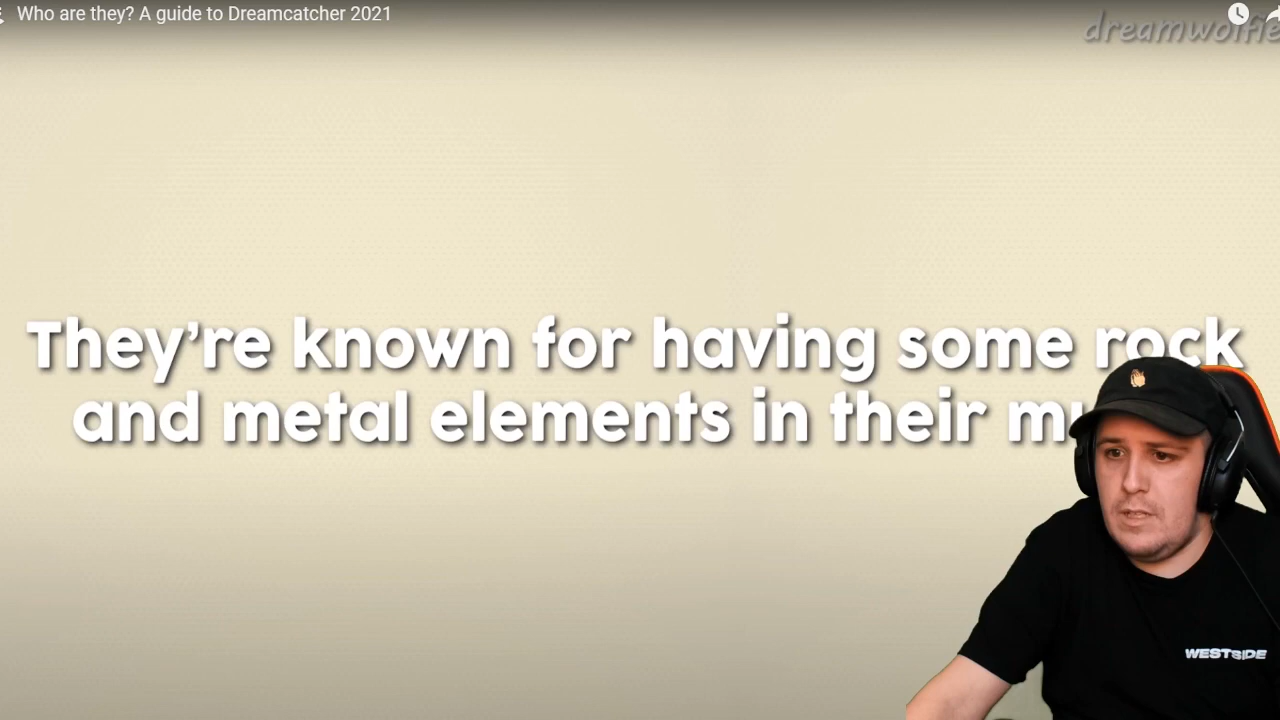 Who are they? A guide to Dreamcatcher 2021
dreamwolfie
They’re known for having some rock
and metal elements in their
WESTSIDE